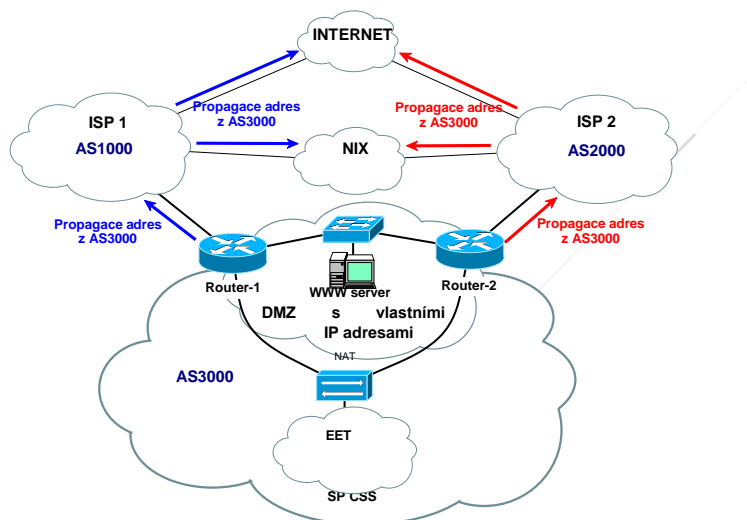 INTERNET
Propagace adres
z AS3000
Propagace adres
z AS3000
ISP 1
AS1000
NIX
ISP 2
AS2000
Propagace adres
z AS3000
Propagace adres
z AS3000
Router-1
WWW server
Router-2
DMZ s vlastními
IP adresami
NAT
AS3000
EET
SP CSS